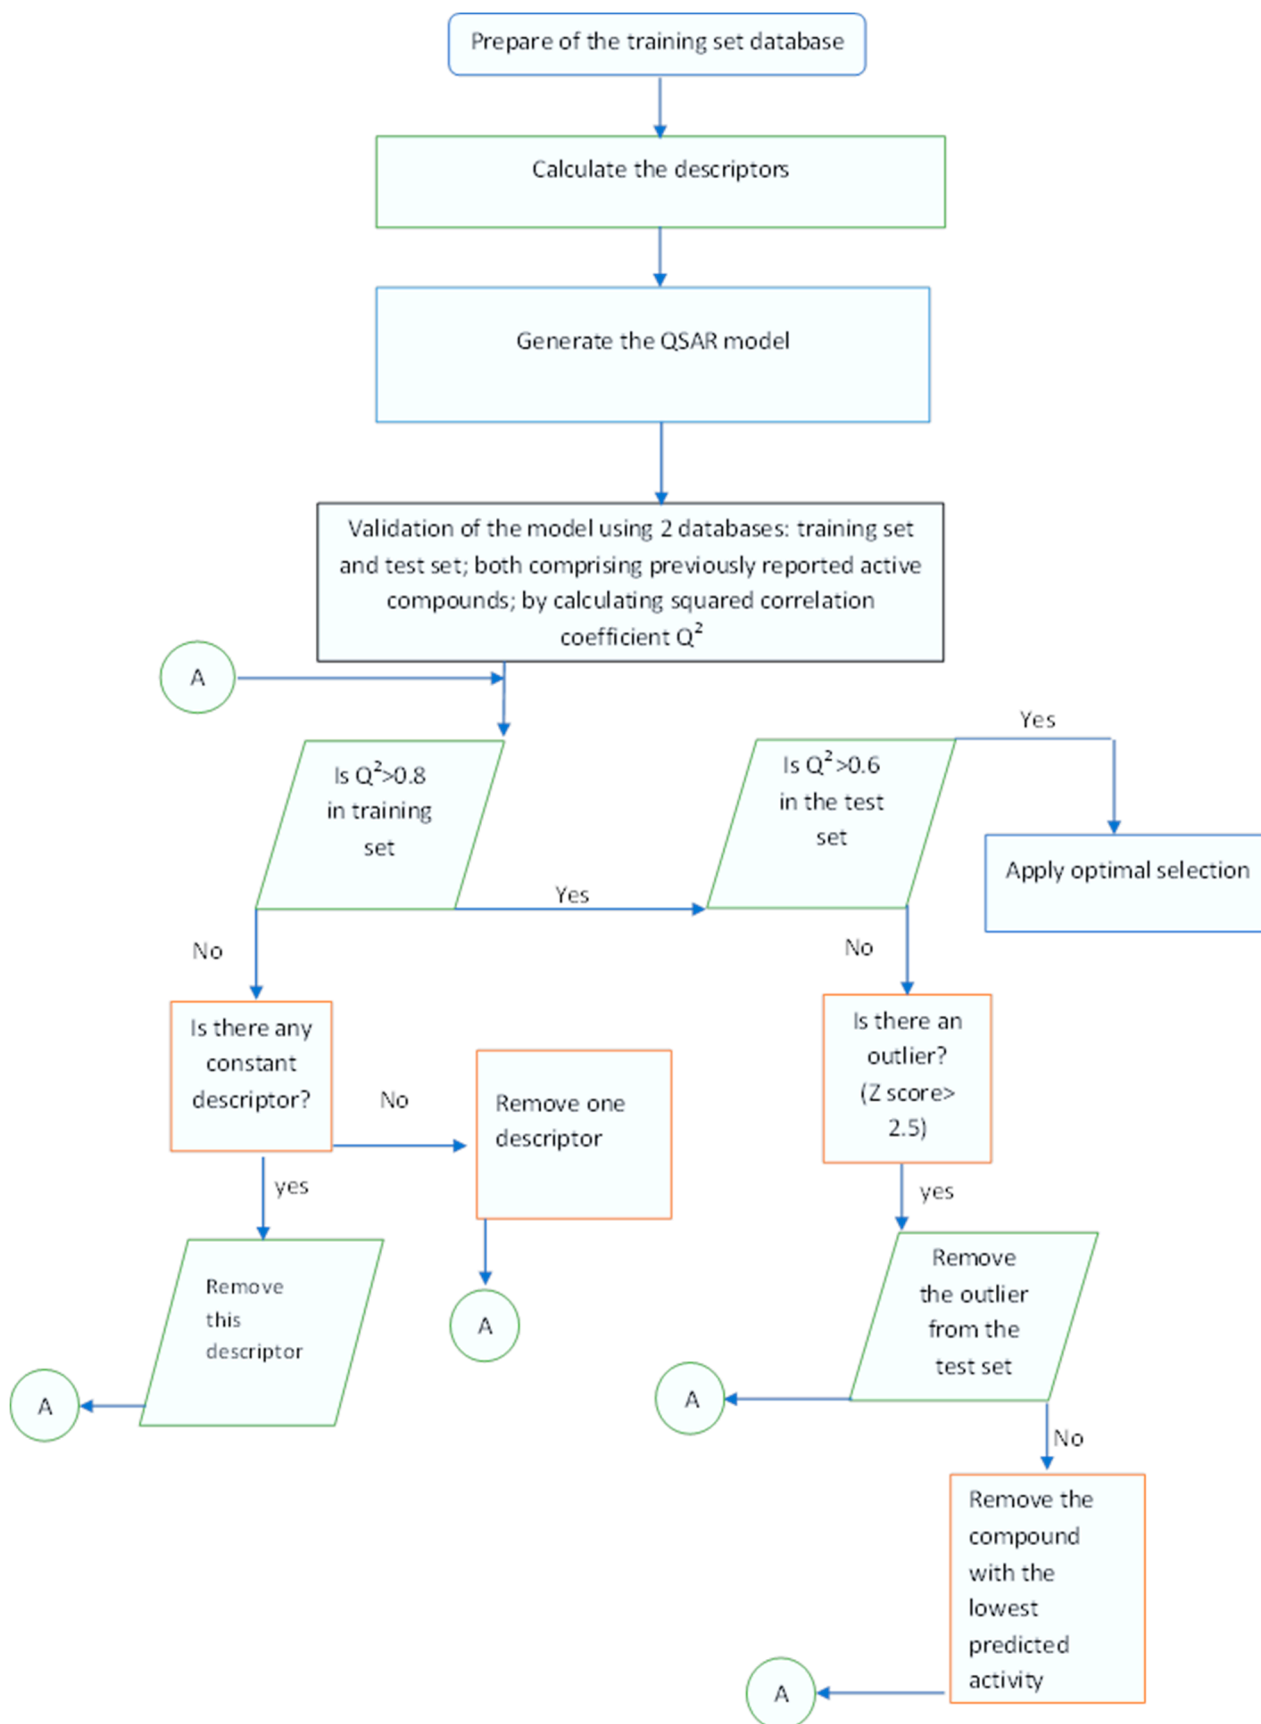 Prepare of the training set database
Calculate the descriptors
Generate the QSAR model
Validation of the model using 2 databases: training set
and test set; both comprising previously reported active
compounds; by calculating squared correlation
coefficient Q²
A
Is Q²>0.8
in training
set
Yes
Is Q²>0.6
in the test
set
Yes
Apply optimal selection
No
Is there any
constant
descriptor?
No
Remove one
descriptor
A
yes
Remove
this
descriptor
A
No
Is there an
outlier?
(Z score>
2.5)
yes
Remove
the outlier
from the
test set
A
No
Remove the
compound
with the
lowest
predicted
activity
A